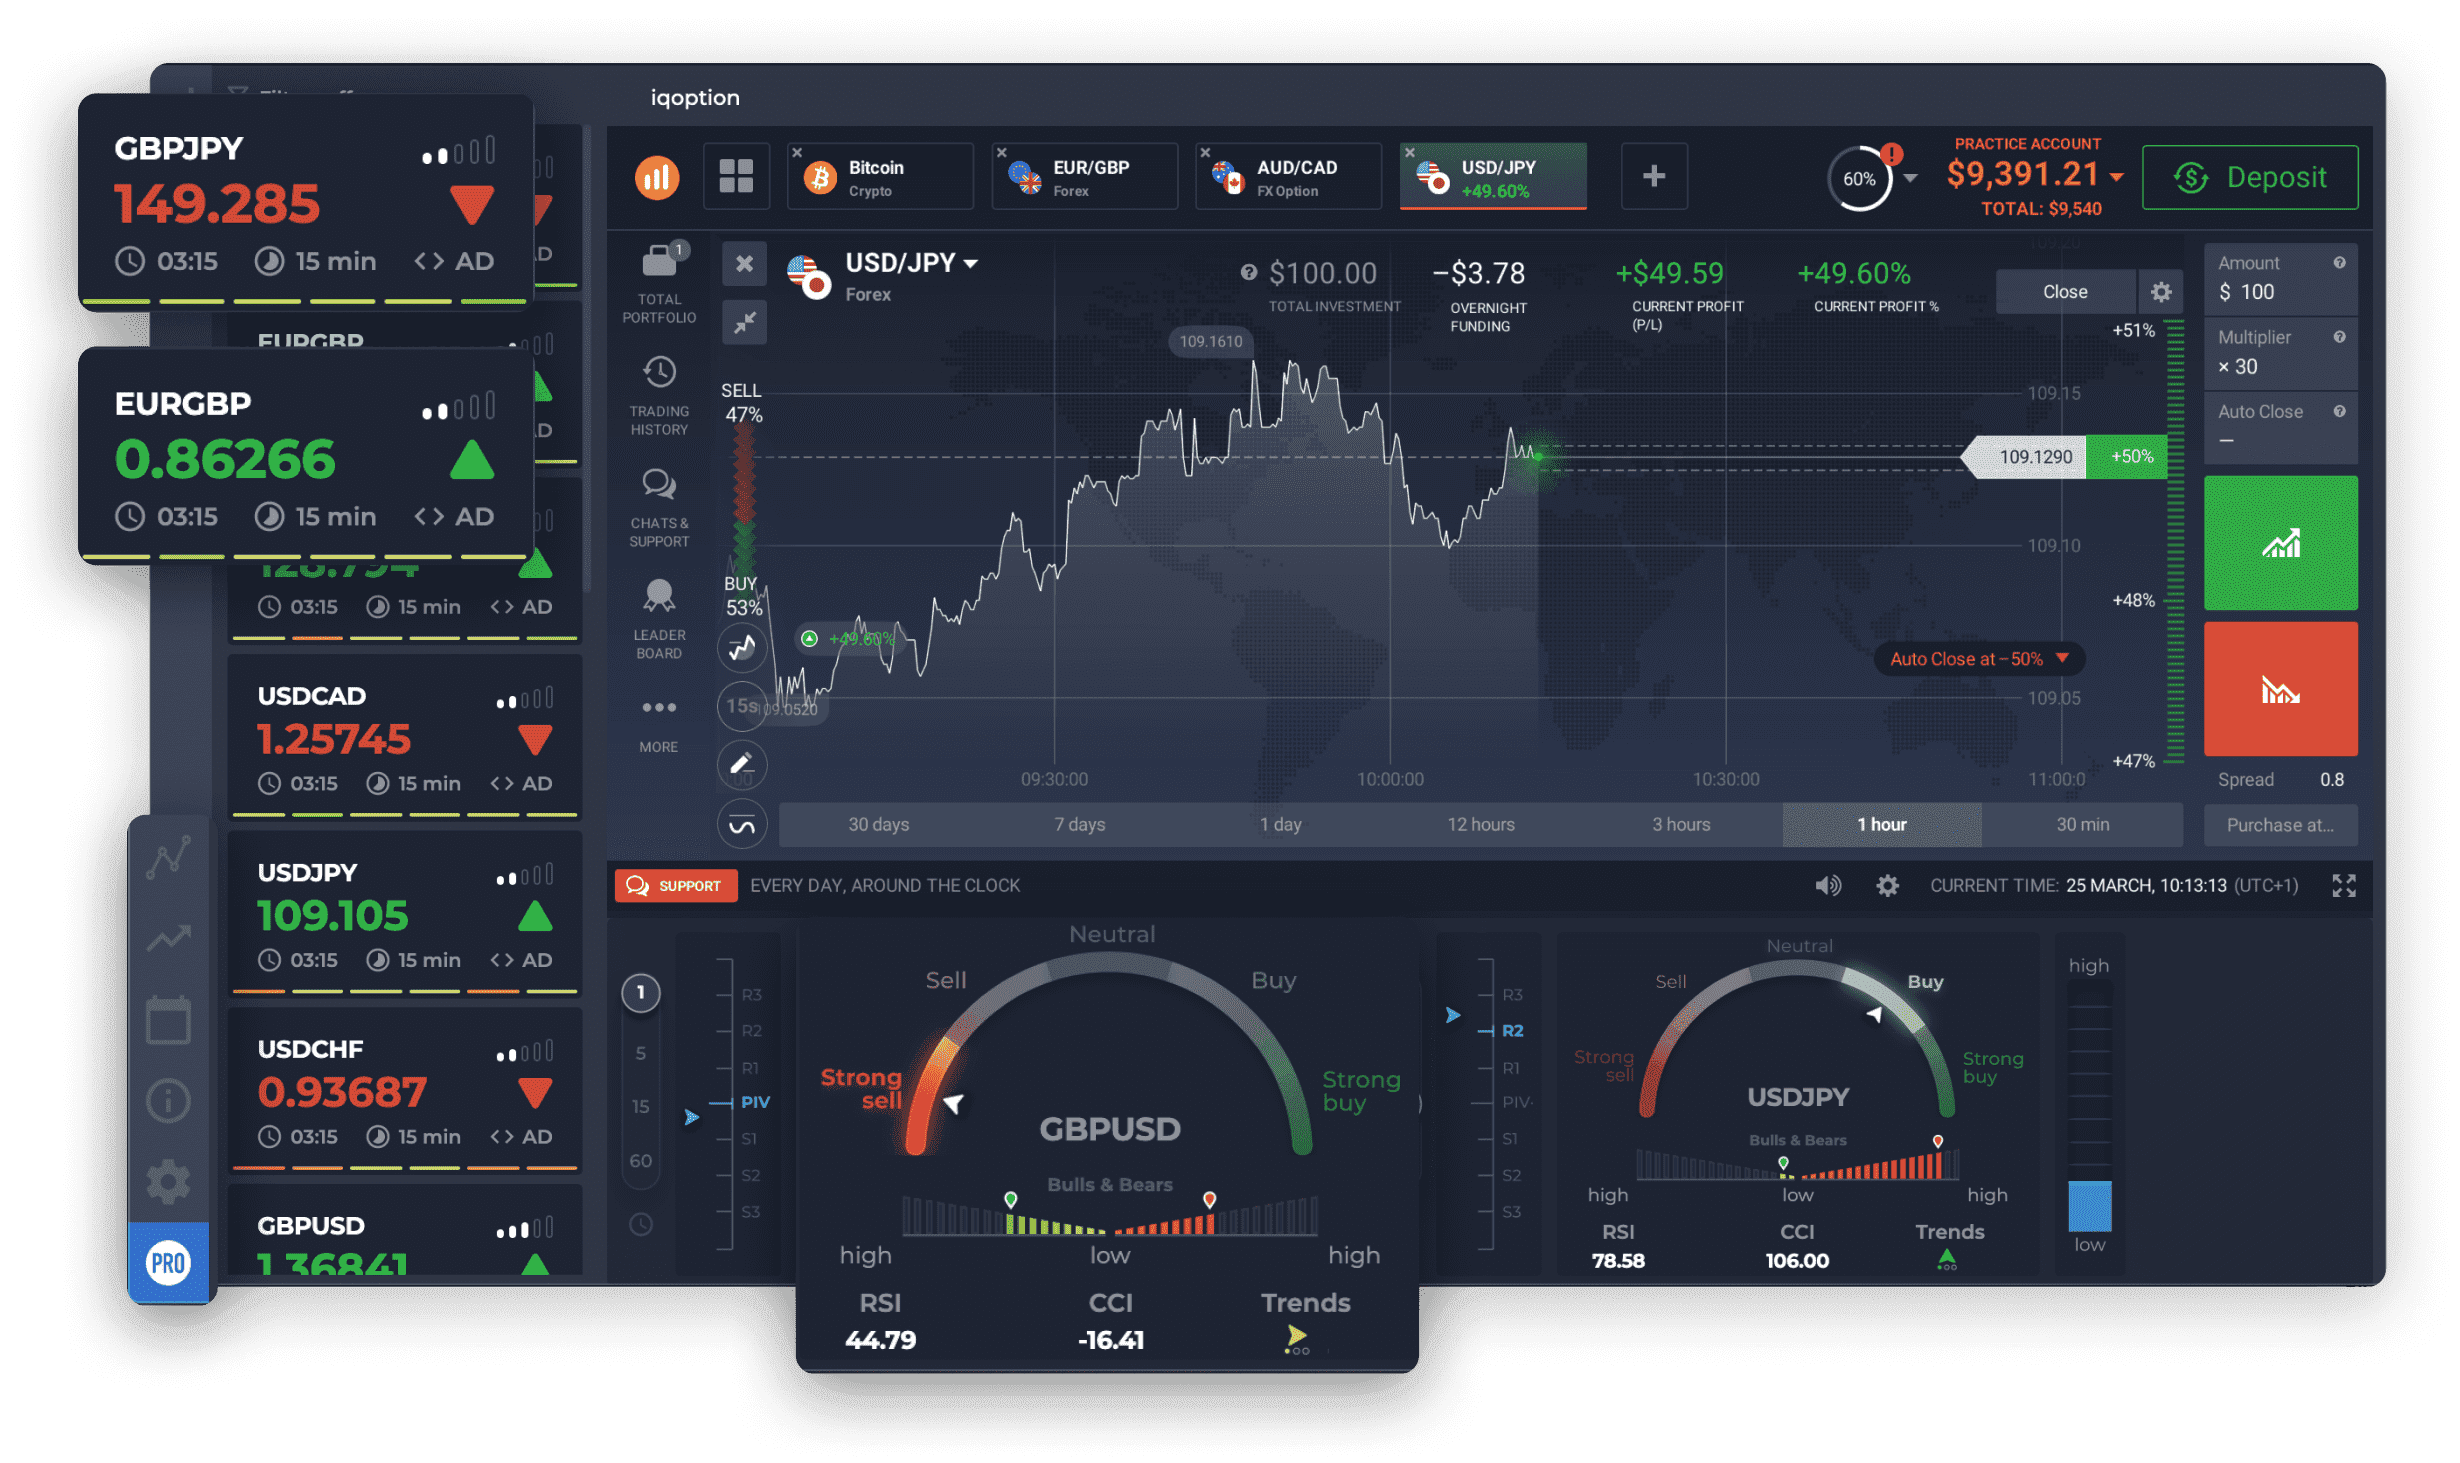 iqoption
GBPJPY
149.285
03:15 15 min AD
EURGBP
EURGBP
0.86266
03:15 15 min AD
128.794
03:15 15 min AD
USDCAD
1.25745
03:15 15 min AD
USDJPY
109.105
03:15 15 min AD
USDCHF
0.93687
03:15 15 min AD
GBPUSD
1.36841
PRO
Bitcoin
Crypto
EUR/GBP
Forex
AUD/CAD
FX Option
USD/JPY
+49.60%
+
60%
!
PRACTICE ACCOUNT
$9,391.21
TOTAL: $9,540
Deposit
1
TOTAL
PORTFOLIO
TRADING
HISTORY
CHATS &
SUPPORT
LEADER
BOARD
MORE
USD/JPY
Forex
$100.00
TOTAL INVESTMENT
−$3.78
OVERNIGHT
FUNDING
+$49.59
CURRENT PROFIT
(P/L)
+49.60%
CURRENT PROFIT %
Close
109.20
+51%
109.1610
SELL
47%
109.15
109.1290 +50%
109.10
BUY
53%
+48%
+49.60%
Auto Close at −50%
15s
109.0520
109.05
+47%
09:30:00 10:00:00 10:30:00 11:00:0
30 days 7 days 1 day 12 hours 3 hours 1 hour 30 min
Amount
$ 100
Multiplier
× 30
Auto Close
–
Spread 0.8
Purchase at...
SUPPORT EVERY DAY, AROUND THE CLOCK
CURRENT TIME: 25 MARCH, 10:13:13 (UTC+1)
1
5
15
60
R3
R2
R1
PIV
S1
S2
S3
Neutral
Sell Buy
Strong
sell
Strong
buy
GBPUSD
Bulls & Bears
high low high
RSI CCI Trends
44.79 -16.41
R3
R2
R1
PIV
S1
S2
S3
Neutral
Sell Buy
Strong
sell
Strong
buy
USDJPY
Bulls & Bears
high low high
RSI CCI Trends
78.58 106.00
high
low